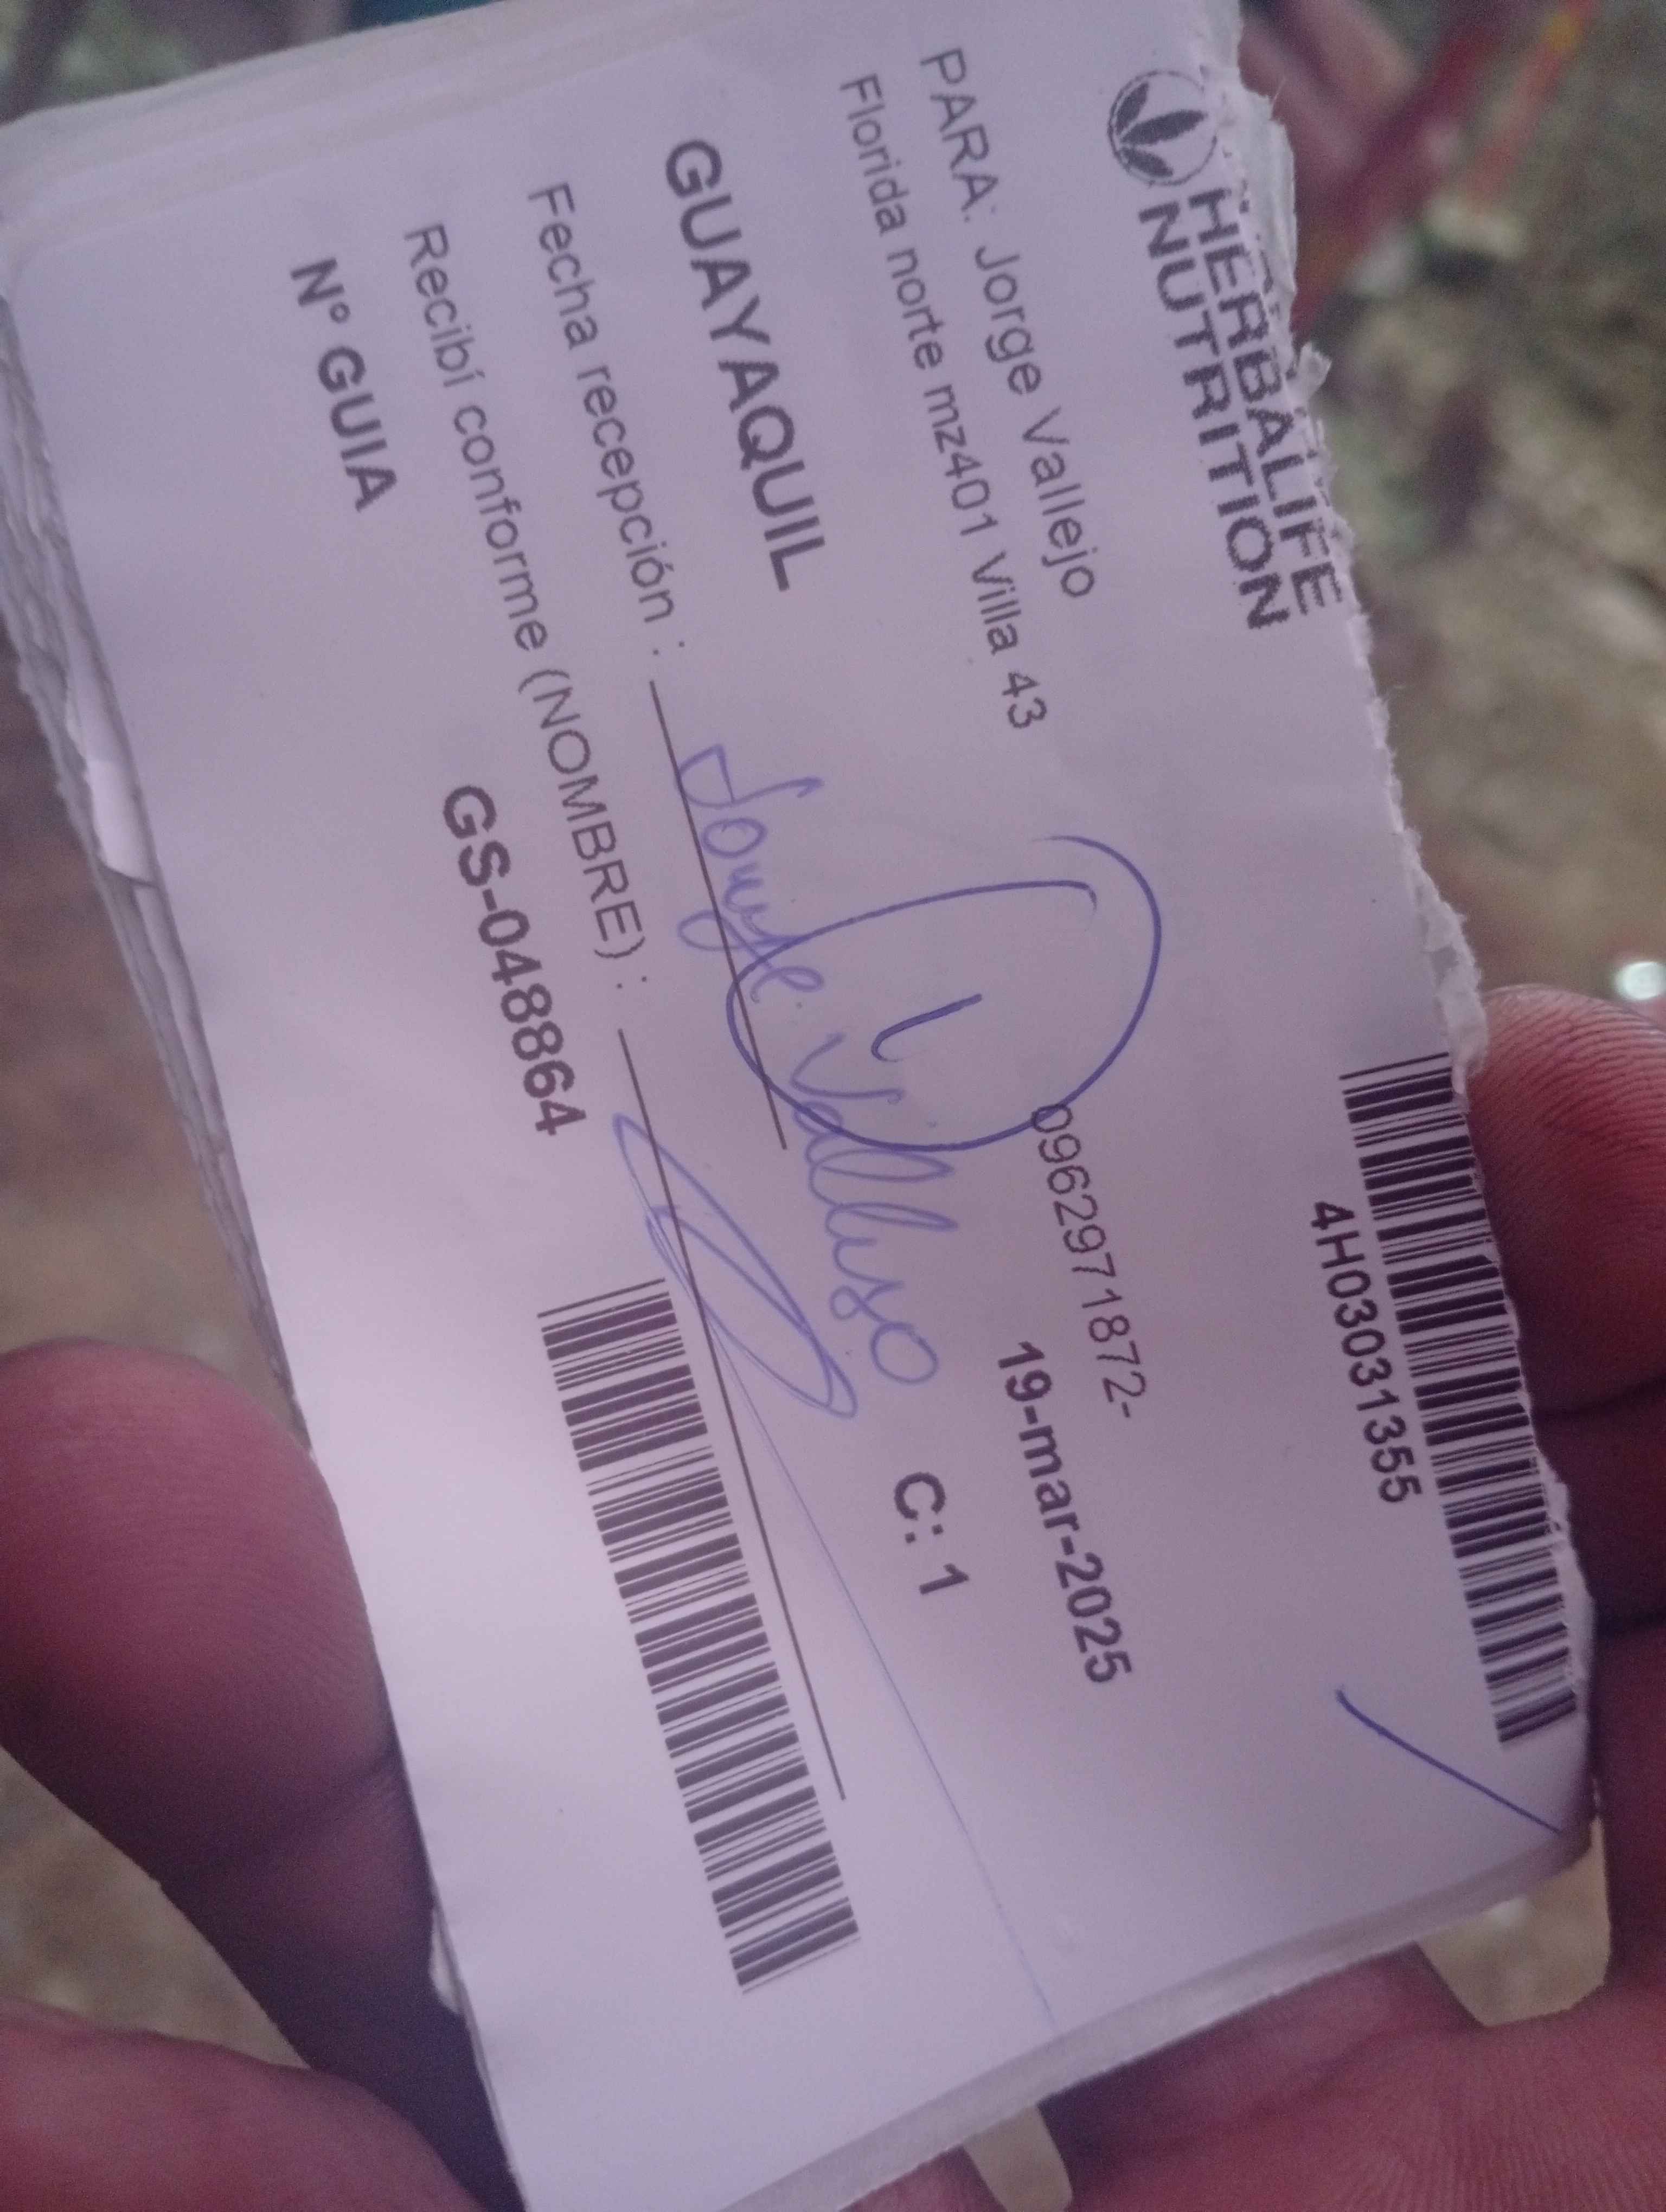 HERBALIFE
NUTRITION
4H03031355
PARA: Jorge Vallejo
0962971872-
Florida norte mz401 Villa 43
19-mar-2025
GUAYAQUIL
C: 1
Fecha recepción :
Jorge Vallejo
Recibí conforme (NOMBRE) :
Nº GUIA
GS-048864